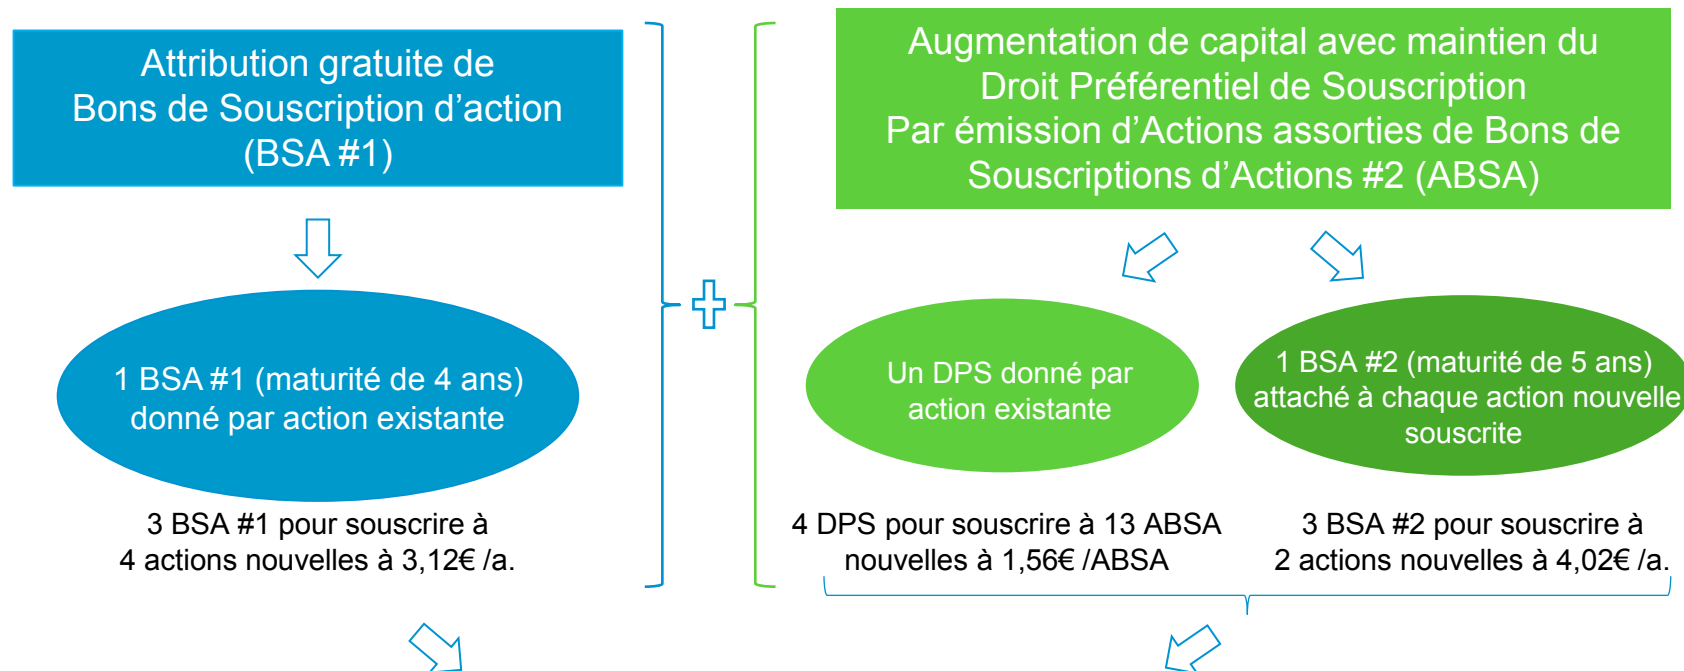 Attribution gratuite de
Bons de Souscription d’action
(BSA #1)
1 BSA #1 (maturité de 4 ans)
donné par action existante
3 BSA #1 pour souscrire à
4 actions nouvelles à 3,12€ /a.
Augmentation de capital avec maintien du
Droit Préférentiel de Souscription
Par émission d’Actions assorties de Bons de
Souscriptions d’Actions #2 (ABSA)
Un DPS donné par
action existante
4 DPS pour souscrire à 13 ABSA
nouvelles à 1,56€ /ABSA
1 BSA #2 (maturité de 5 ans)
attaché à chaque action nouvelle
souscrite
3 BSA #2 pour souscrire à
2 actions nouvelles à 4,02€ /a.